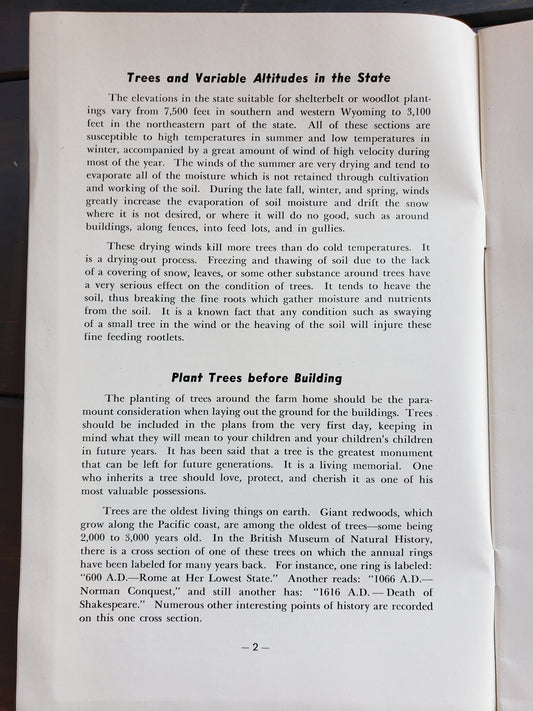 Trees and Variable Altitudes in the State
The elevations in the state suitable for shelterbelt or woodlot plant-
ings vary from 7,500 feet in southern and western Wyoming to 3,100
feet in the northeastern part of the state. All of these sections are
susceptible to high temperatures in summer and low temperatures in
winter, accompanied by a great amount of wind of high velocity during
most of the year. The winds of the summer are very drying and tend to
evaporate all of the moisture which is not retained through cultivation
and working of the soil. During the late fall, winter, and spring, winds
greatly increase the evaporation of soil moisture and drift the snow
where it is not desired, or where it will do no good, such as around
buildings, along fences, into feed lots, and in gullies.
These drying winds kill more trees than do cold temperatures. It
is a drying-out process. Freezing and thawing of soil due to the lack
of a covering of snow, leaves, or some other substance around trees have
a very serious effect on the condition of trees. It tends to heave the
soil, thus breaking the fine roots which gather moisture and nutrients
from the soil. It is a known fact that any condition such as swaying
of a small tree in the wind or the heaving of the soil will injure these
fine feeding rootlets.
Plant Trees before Building
The planting of trees around the farm home should be the para-
mount consideration when laying out the ground for the buildings. Trees
should be included in the plans from the very first day, keeping in
mind what they will mean to your children and your children's children
in future years. It has been said that a tree is the greatest monument
that can be left for future generations. It is a living memorial. One
who inherits a tree should love, protect, and cherish it as one of his
most valuable possessions.
Trees are the oldest living things on earth. Giant redwoods, which
grow along the Pacific coast, are among the oldest of trees—some being
2,000 to 3,000 years old. In the British Museum of Natural History,
there is a cross section of one of these trees on which the annual rings
have been labeled for many years back. For instance, one ring is labeled:
"600 A.D.—Rome at Her Lowest State." Another reads: "1066 A.D.—
Norman Conquest," and still another has: "1616 A.D. — Death of
Shakespeare." Numerous other interesting points of history are recorded
on this one cross section.
— 2 —